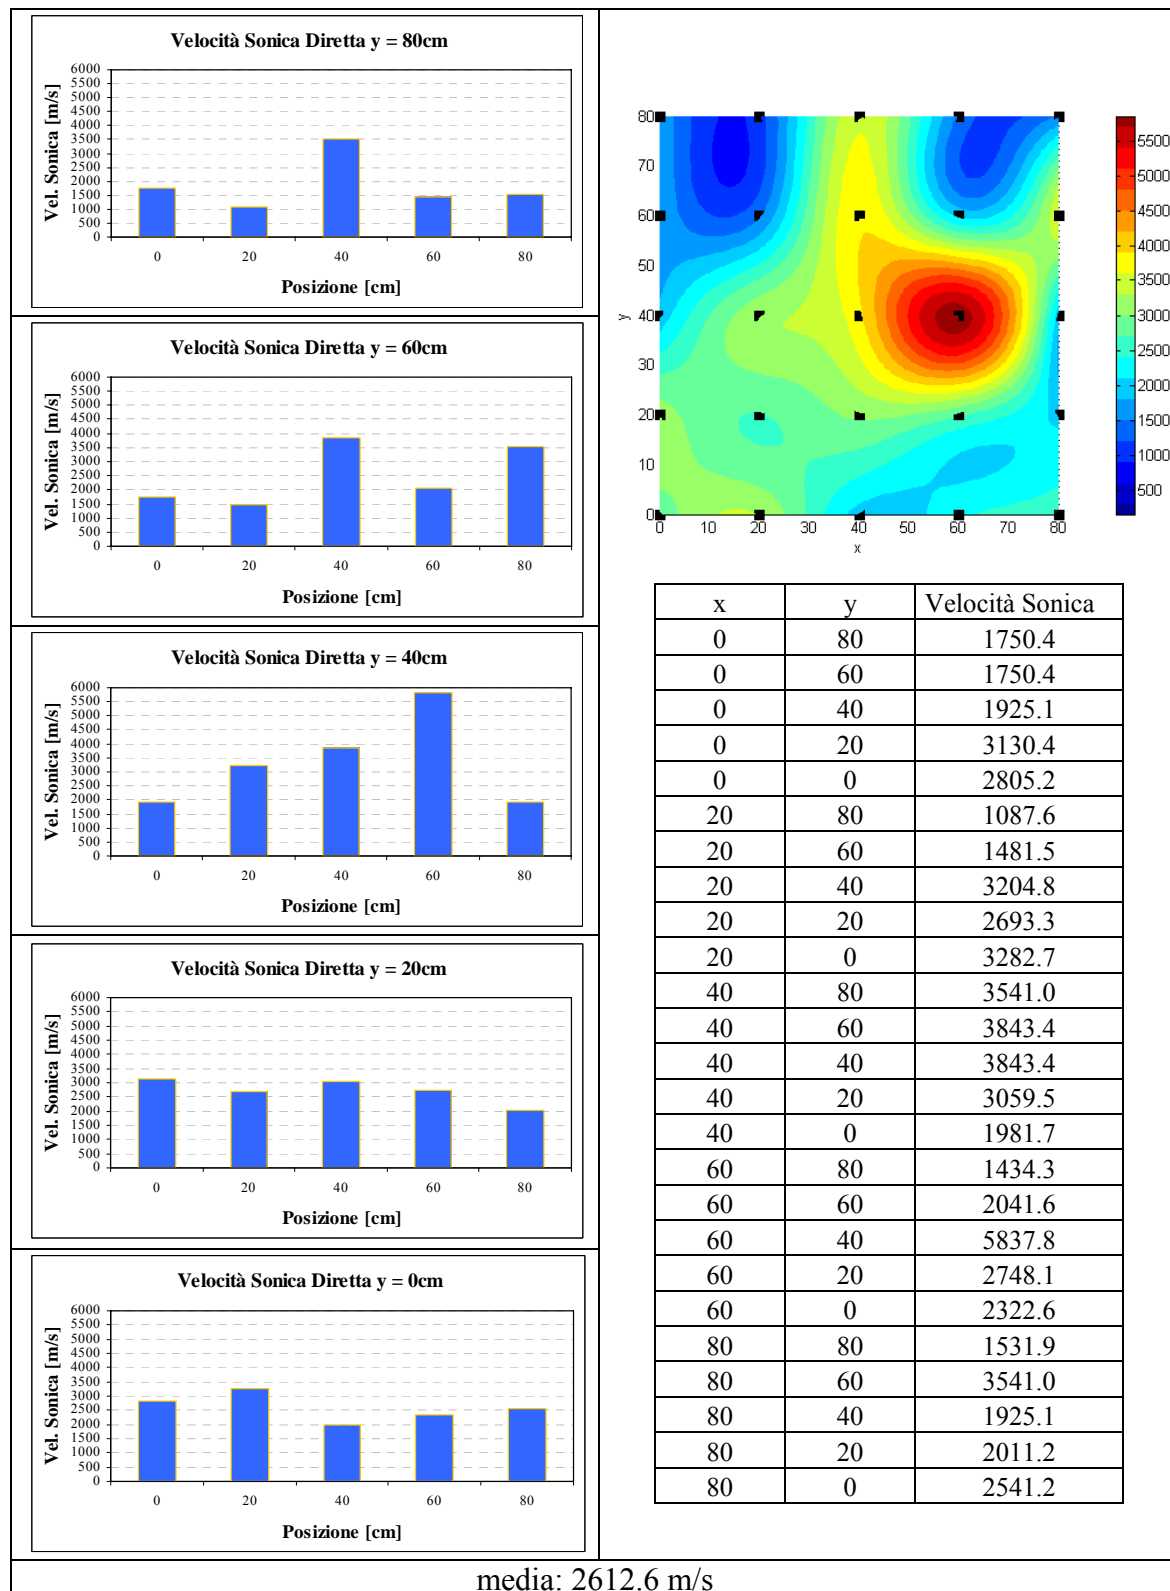 Velocità Sonica Diretta y = 80cm
Vel. Sonica [m/s]
6000
5500
5000
4500
4000
3500
3000
2500
2000
1500
1000
500
0
0 20 40 60 80
Posizione [cm]
Velocità Sonica Diretta y = 60cm
Vel. Sonica [m/s]
6000
5500
5000
4500
4000
3500
3000
2500
2000
1500
1000
500
0
0 20 40 60 80
Posizione [cm]
Velocità Sonica Diretta y = 40cm
Vel. Sonica [m/s]
6000
5500
5000
4500
4000
3500
3000
2500
2000
1500
1000
500
0
0 20 40 60 80
Posizione [cm]
Velocità Sonica Diretta y = 20cm
Vel. Sonica [m/s]
6000
5500
5000
4500
4000
3500
3000
2500
2000
1500
1000
500
0
0 20 40 60 80
Posizione [cm]
Velocità Sonica Diretta y = 0cm
Vel. Sonica [m/s]
6000
5500
5000
4500
4000
3500
3000
2500
2000
1500
1000
500
0
0 20 40 60 80
Posizione [cm]
80
70
60
50
40
30
20
10
0
y
0 10 20 30 40 50 60 70 80
x
5500
5000
4500
4000
3500
3000
2500
2000
1500
1000
500
x y Velocità Sonica
0 80 1750.4
0 60 1750.4
0 40 1925.1
0 20 3130.4
0 0 2805.2
20 80 1087.6
20 60 1481.5
20 40 3204.8
20 20 2693.3
20 0 3282.7
40 80 3541.0
40 60 3843.4
40 40 3843.4
40 20 3059.5
40 0 1981.7
60 80 1434.3
60 60 2041.6
60 40 5837.8
60 20 2748.1
60 0 2322.6
80 80 1531.9
80 60 3541.0
80 40 1925.1
80 20 2011.2
80 0 2541.2
media: 2612.6 m/s